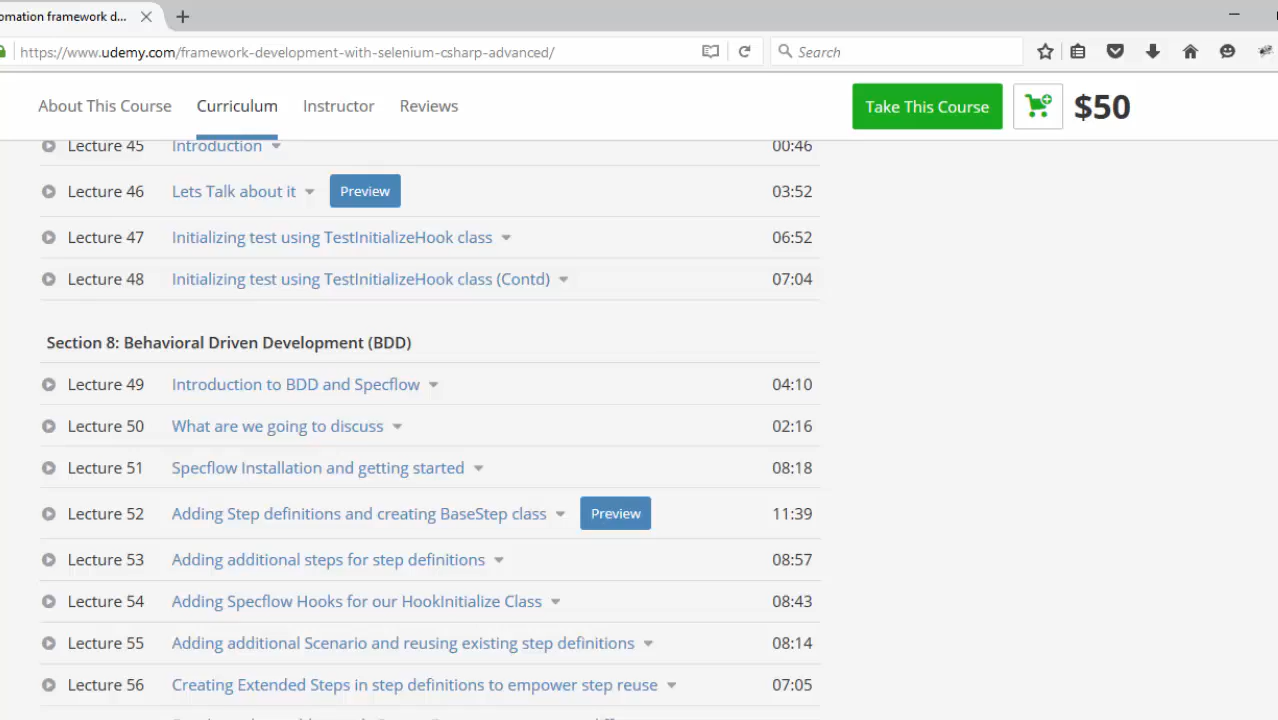 omation framework d...
https://www.udemy.com/framework-development-with-selenium-csharp-advanced/
Search
About This Course Curriculum Instructor Reviews Take This Course $50
Lecture 45 Introduction 00:46
Lecture 46 Lets Talk about it Preview 03:52
Lecture 47 Initializing test using TestInitializeHook class 06:52
Lecture 48 Initializing test using TestInitializeHook class (Contd) 07:04
Section 8: Behavioral Driven Development (BDD)
Lecture 49 Introduction to BDD and Specflow 04:10
Lecture 50 What are we going to discuss 02:16
Lecture 51 Specflow Installation and getting started 08:18
Lecture 52 Adding Step definitions and creating BaseStep class Preview 11:39
Lecture 53 Adding additional steps for step definitions 08:57
Lecture 54 Adding Specflow Hooks for our HookInitialize Class 08:43
Lecture 55 Adding additional Scenario and reusing existing step definitions 08:14
Lecture 56 Creating Extended Steps in step definitions to empower step reuse 07:05